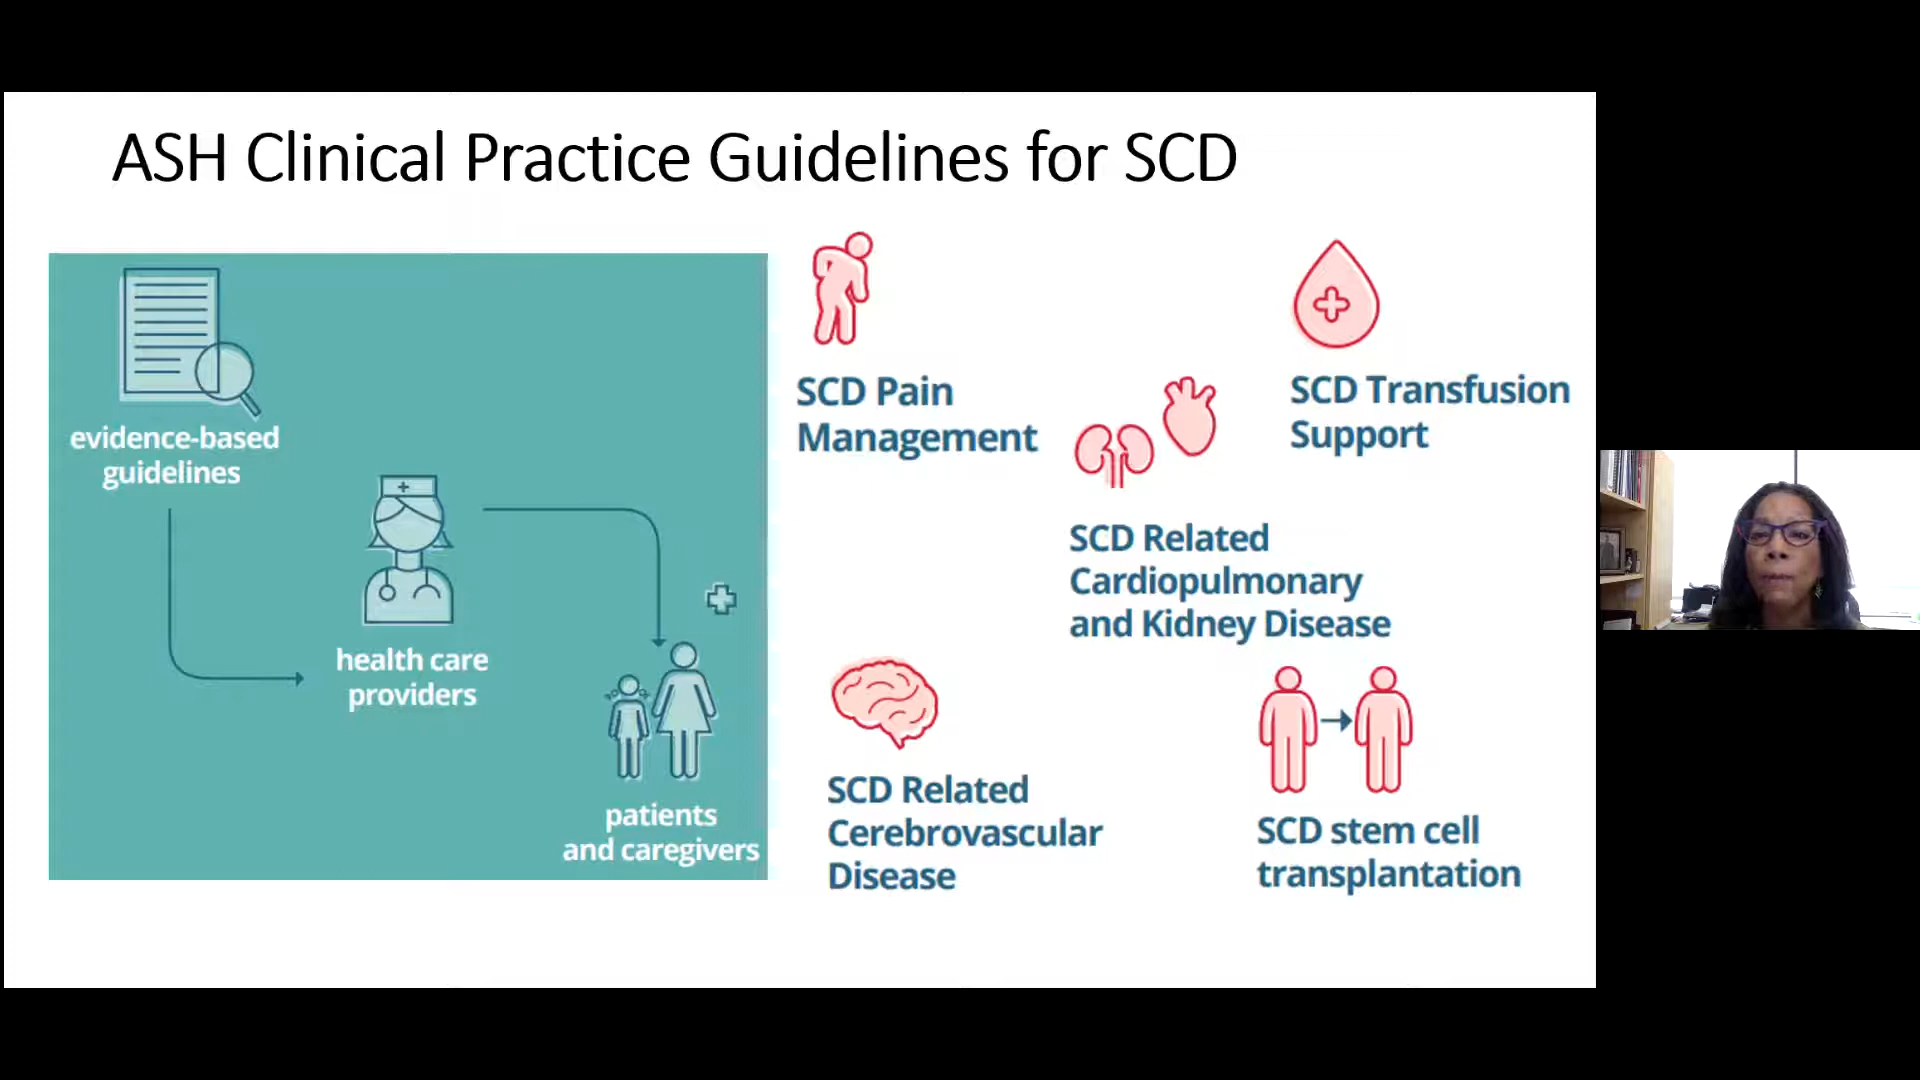 ASH Clinical Practice Guidelines for SCD
evidence-based
guidelines
health care
providers
patients
and caregivers
SCD Pain
Management
SCD Transfusion
Support
SCD Related
Cardiopulmonary
and Kidney Disease
SCD Related
Cerebrovascular
Disease
SCD stem cell
transplantation